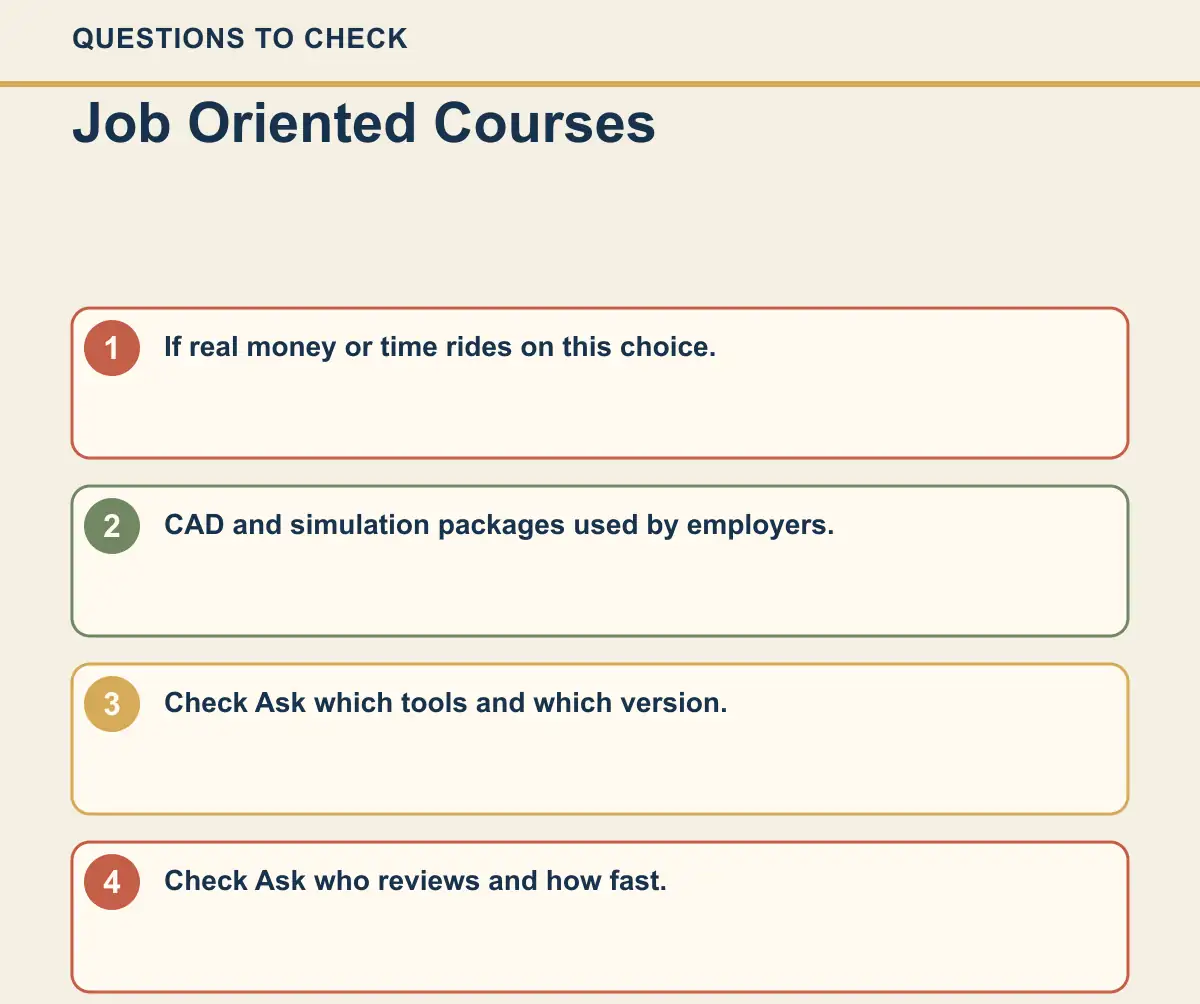 QUESTIONS TO CHECK
Job Oriented Courses
1 If real money or time rides on this choice.
2 CAD and simulation packages used by employers.
3 Check Ask which tools and which version.
4 Check Ask who reviews and how fast.